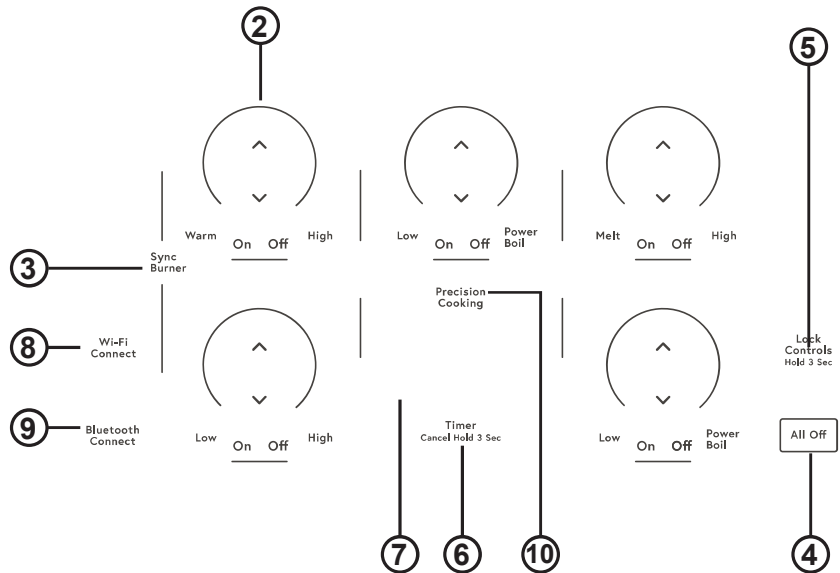 2
5
Warm On Off High
Low On Off Power
Boil
Melt On Off High
3
Sync
Burner
Precision
Cooking
8
Wi-Fi
Connect
Lock
Controls
Hold 3 Sec
9
Bluetooth
Connect
Low On Off High
Timer
Cancel Hold 3 Sec
Low On Off Power
Boil
All Off
7
6
10
4